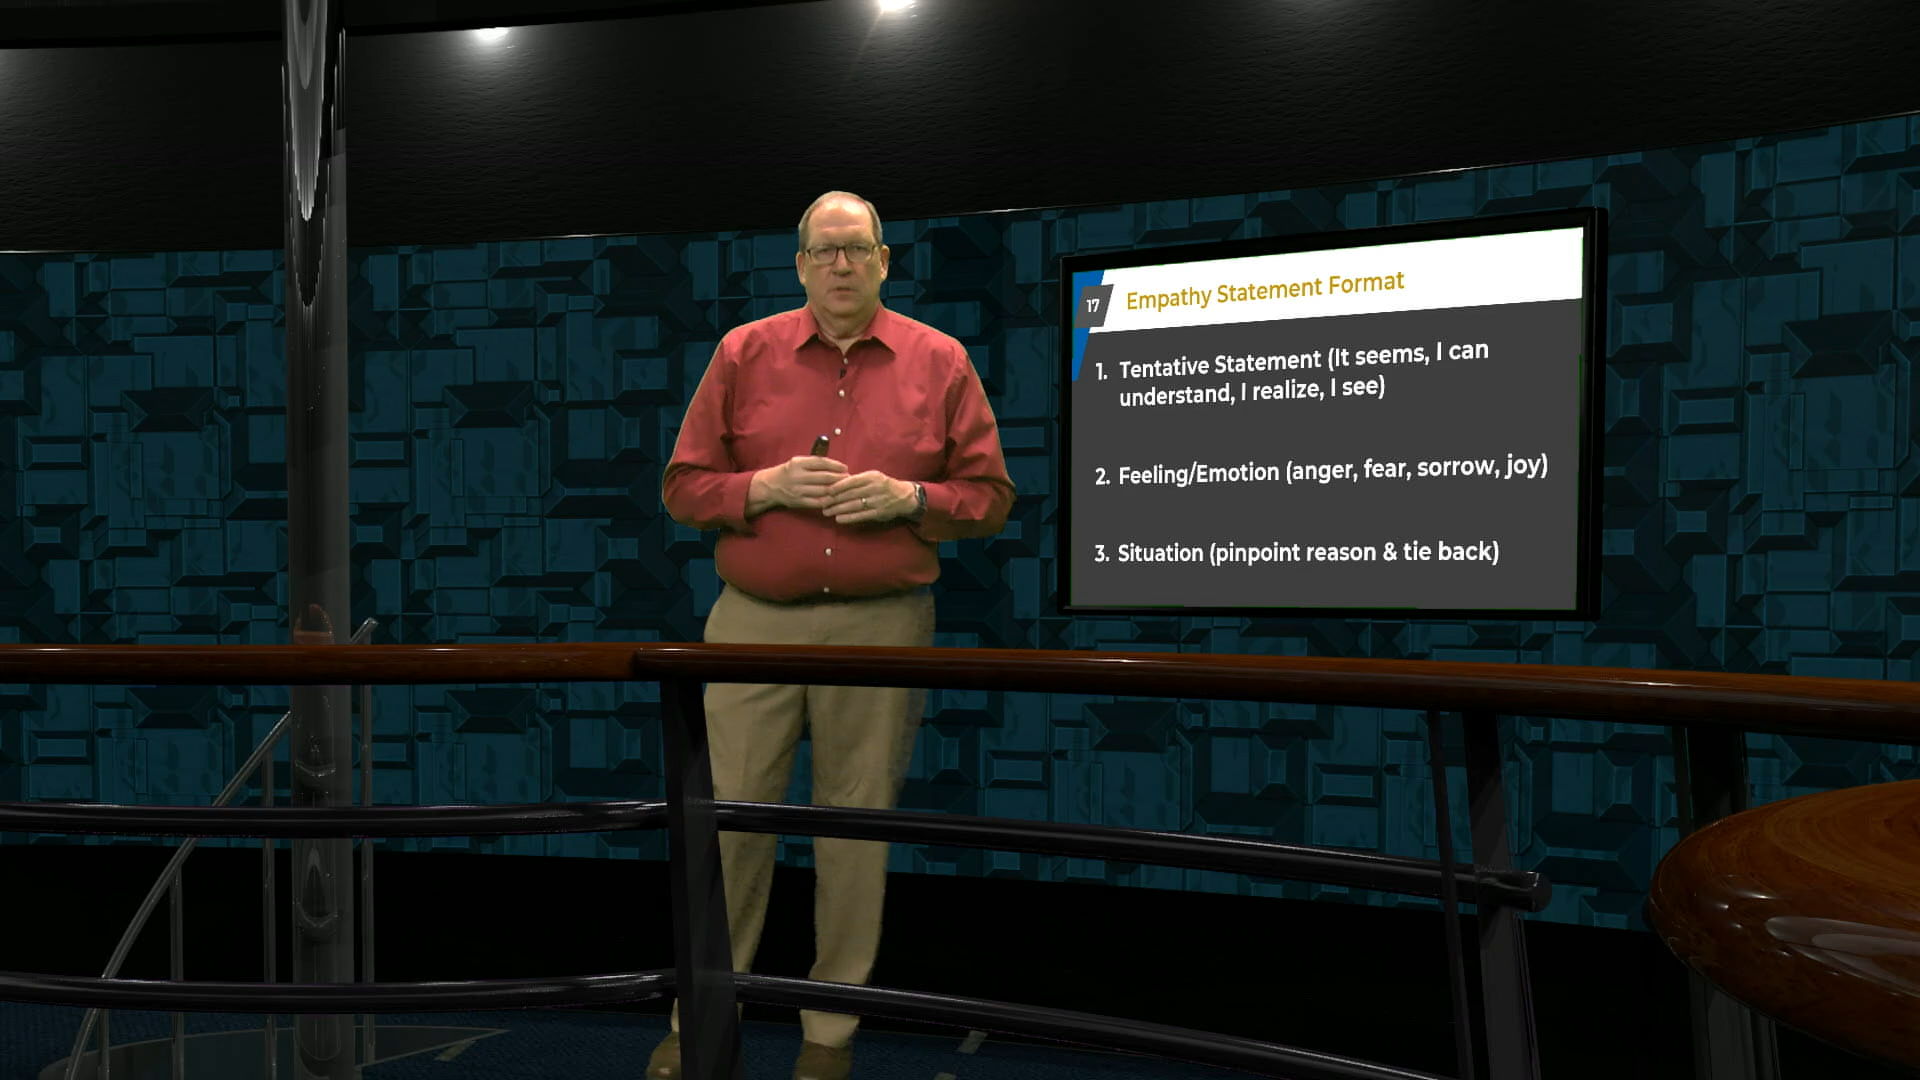 17
Empathy Statement Format
1. Tentative Statement (It seems, I can
understand, I realize, I see)
2. Feeling/Emotion (anger, fear, sorrow, joy)
3. Situation (pinpoint reason & tie back)